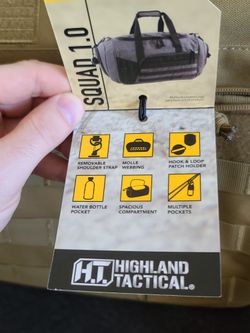 SQUAD 1.0
REMOVABLE
SHOULDER STRAP
MOLLE
WEBBING
HOOK & LOOP
PATCH HOLDER
WATER BOTTLE
POCKET
SPACIOUS
COMPARTMENT
MULTIPLE
POCKETS
H.T. HIGHLAND
TACTICAL®